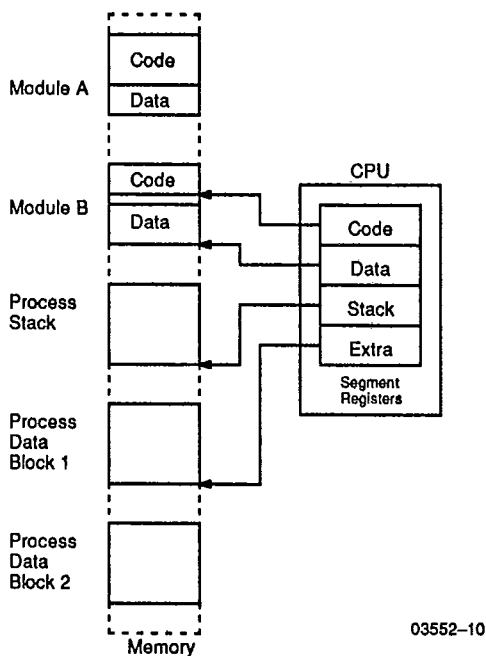 Module A
Code
Data
Module B
Code
Data
Process
Stack
Process
Data
Block 1
Process
Data
Block 2
Memory
CPU
Code
Data
Stack
Extra
Segment
Registers
03552–10